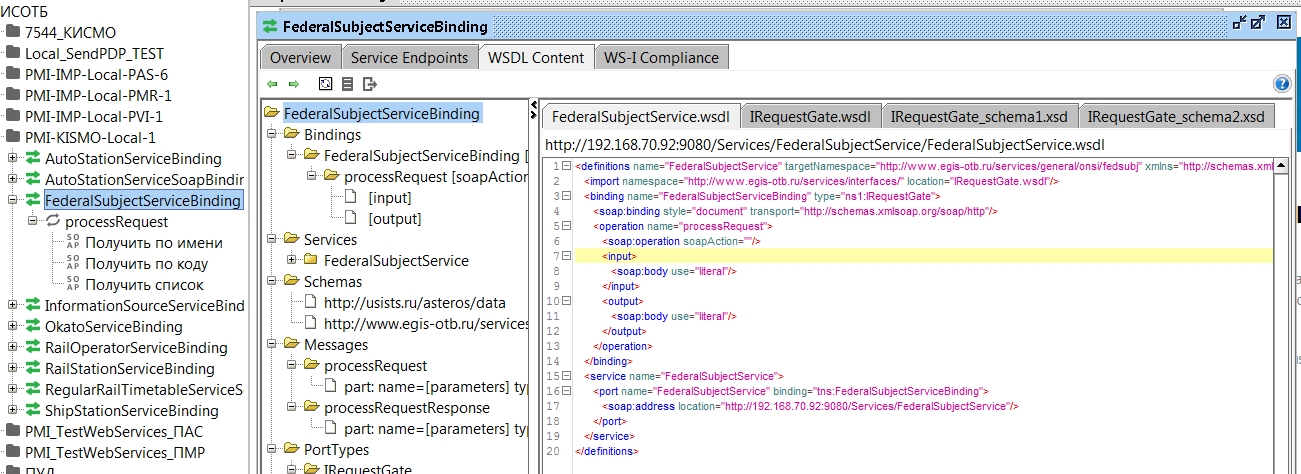 ИСОТБ
7544_КИСМО
Local_SendPDP_TEST
PMI-IMP-Local-PAS-6
PMI-IMP-Local-PMR-1
PMI-IMP-Local-PVI-1
PMI-KISMO-Local-1
AutoStationServiceBinding
AutoStationServiceSoapBindin
FederalSubjectServiceBinding
processRequest
SOAP Получить по имени
SOAP Получить по коду
SOAP Получить список
InformationSourceServiceBind
OkatoServiceBinding
RailOperatorServiceBinding
RailStationServiceBinding
RegularRailTimetableServiceS
ShipStationServiceBinding
PMI_TestWebServices_ПАС
PMI_TestWebServices_ПМР
FederalSubjectServiceBinding
Overview Service Endpoints WSDL Content WS-I Compliance
FederalSubjectServiceBinding
Bindings
FederalSubjectServiceBinding [
processRequest [soapAction
[input]
[output]
Services
FederalSubjectService
Schemas
http://usists.ru/asteros/data
http://www.egis-otb.ru/services
Messages
processRequest
part: name=[parameters] typ
processRequestResponse
part: name=[parameters] typ
PortTypes
IRequestGate
FederalSubjectService.wsdl IRequestGate.wsdl IRequestGate_schema1.xsd IRequestGate_schema2.xsd
http://192.168.70.92:9080/Services/FederalSubjectService/FederalSubjectService.wsdl
1 <definitions name="FederalSubjectService" targetNamespace="http://www.egis-otb.ru/services/general/onsi/fedsubj" xmlns="http://schemas.xml
2 <import namespace="http://www.egis-otb.ru/services/interfaces/" location="IRequestGate.wsdl"/>
3 <binding name="FederalSubjectServiceBinding" type="ns1:IRequestGate">
4 <soap:binding style="document" transport="http://schemas.xmlsoap.org/soap/http"/>
5 <operation name="processRequest">
6 <soap:operation soapAction=""/>
7 <input>
8 <soap:body use="literal"/>
9 </input>
10 <output>
11 <soap:body use="literal"/>
12 </output>
13 </operation>
14 </binding>
15 <service name="FederalSubjectService">
16 <port name="FederalSubjectService" binding="tns:FederalSubjectServiceBinding">
17 <soap:address location="http://192.168.70.92:9080/Services/FederalSubjectService"/>
18 </port>
19 </service>
20 </definitions>